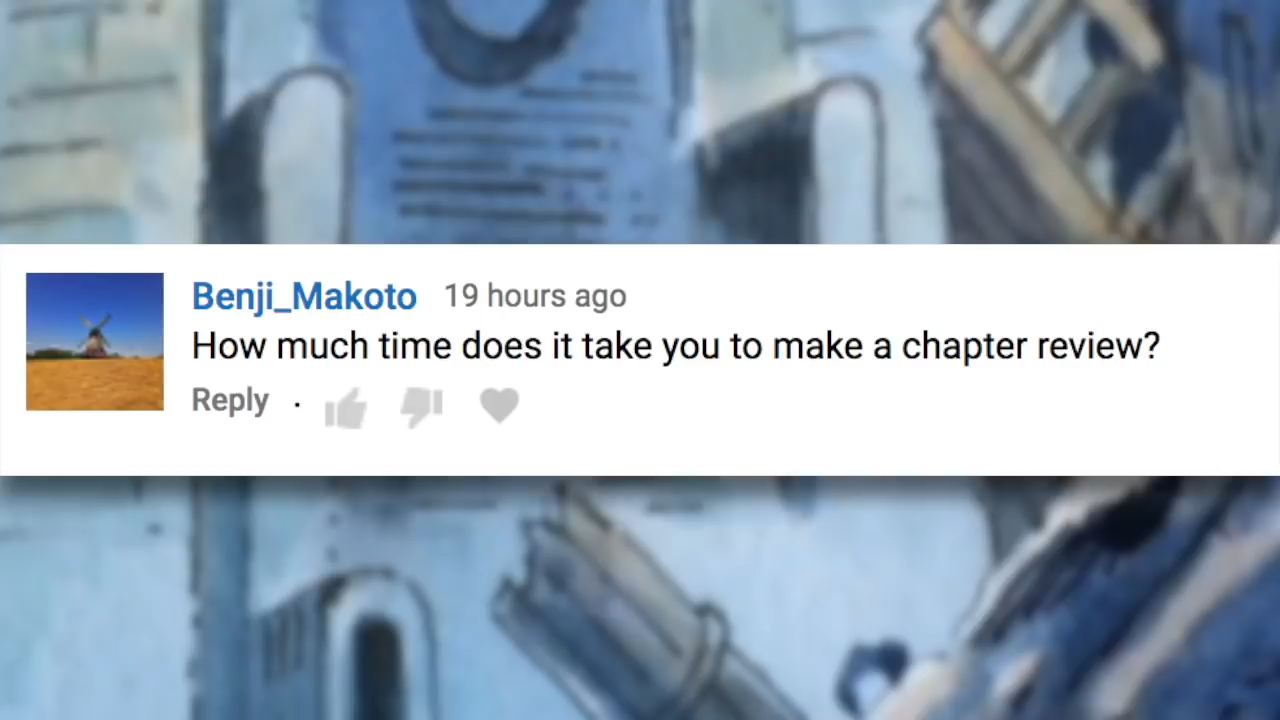 Benji_Makoto 19 hours ago
How much time does it take you to make a chapter review?
Reply ·